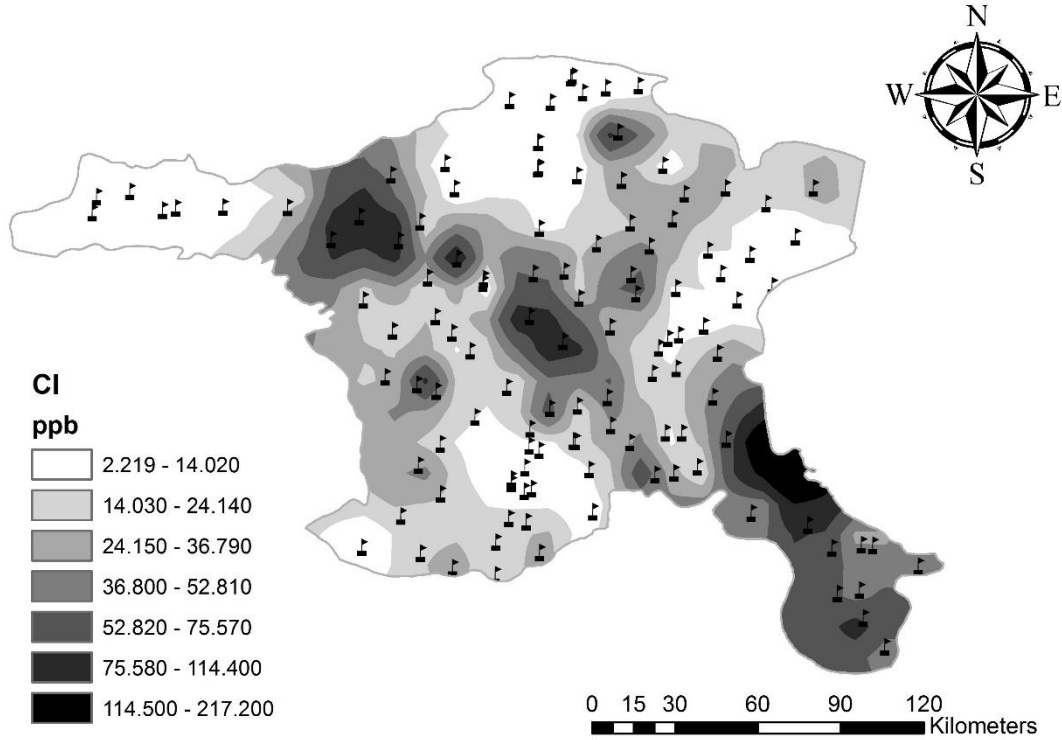 N
W E
S
Cl
ppb
2.219 - 14.020
14.030 - 24.140
24.150 - 36.790
36.800 - 52.810
52.820 - 75.570
75.580 - 114.400
114.500 - 217.200
0 15 30 60 90 120
Kilometers